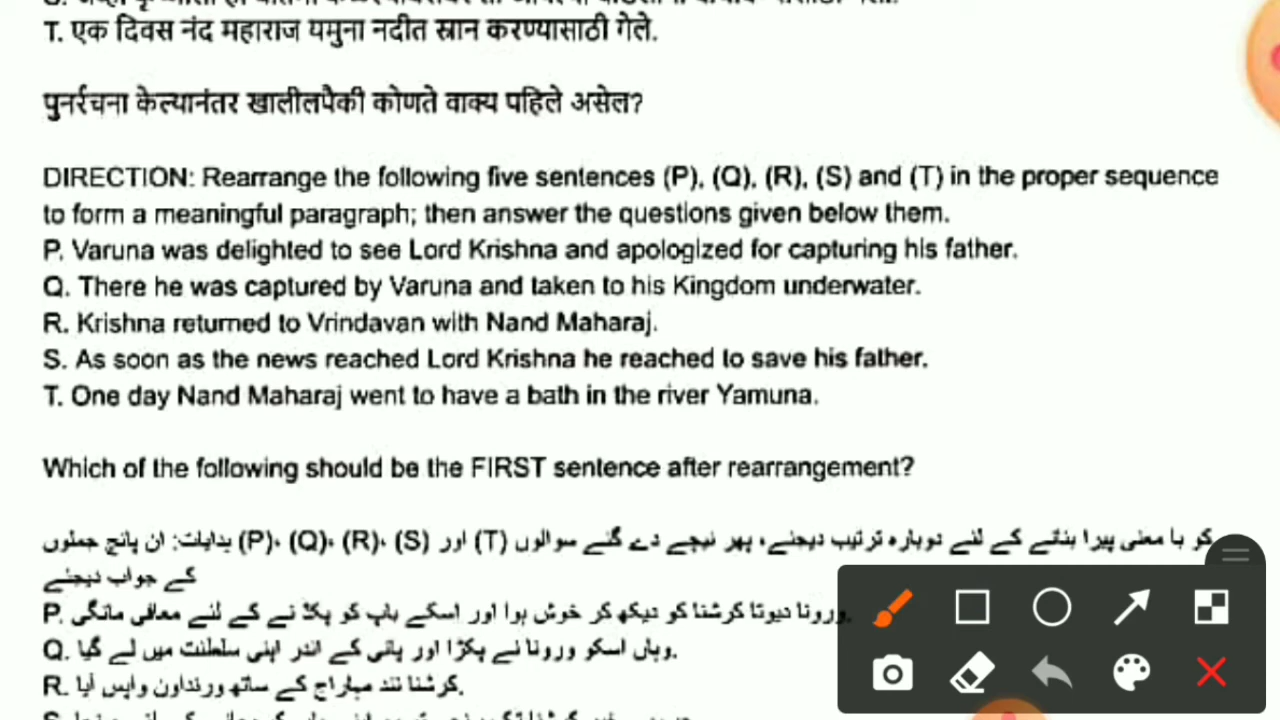 T. एक दिवस नंद महाराज यमुना नदीत स्नान करण्यासाठी गेले.
पुनर्रचना केल्यानंतर खालीलपैकी कोणते वाक्य पहिले असेल?
DIRECTION: Rearrange the following five sentences (P), (Q), (R), (S) and (T) in the proper sequence
to form a meaningful paragraph; then answer the questions given below them.
P. Varuna was delighted to see Lord Krishna and apologized for capturing his father.
Q. There he was captured by Varuna and taken to his Kingdom underwater.
R. Krishna returned to Vrindavan with Nand Maharaj.
S. As soon as the news reached Lord Krishna he reached to save his father.
T. One day Nand Maharaj went to have a bath in the river Yamuna.
Which of the following should be the FIRST sentence after rearrangement?
کو با معنی پیرا بنانے کے لئے دوبارہ ترتیب دیجئے، پھر نیچے دے گئے سوالوں (T) اور (P)، (Q)، (R)، (S) ہدایات: ان پانچ جملوں
کے جواب دیجئے
P. ورونا دیوتا کرشنا کو دیکھ کر خوش ہوا اور اسکے باپ کو پکڑ نے کے لئے معافی مانگی.
Q. وہاں اسکو ورونا نے پکڑا اور پانی کے اندر اپنی سلطنت میں لے گیا.
R. کرشنا نند مہاراج کے ساتھ ورنداون واپس آیا.